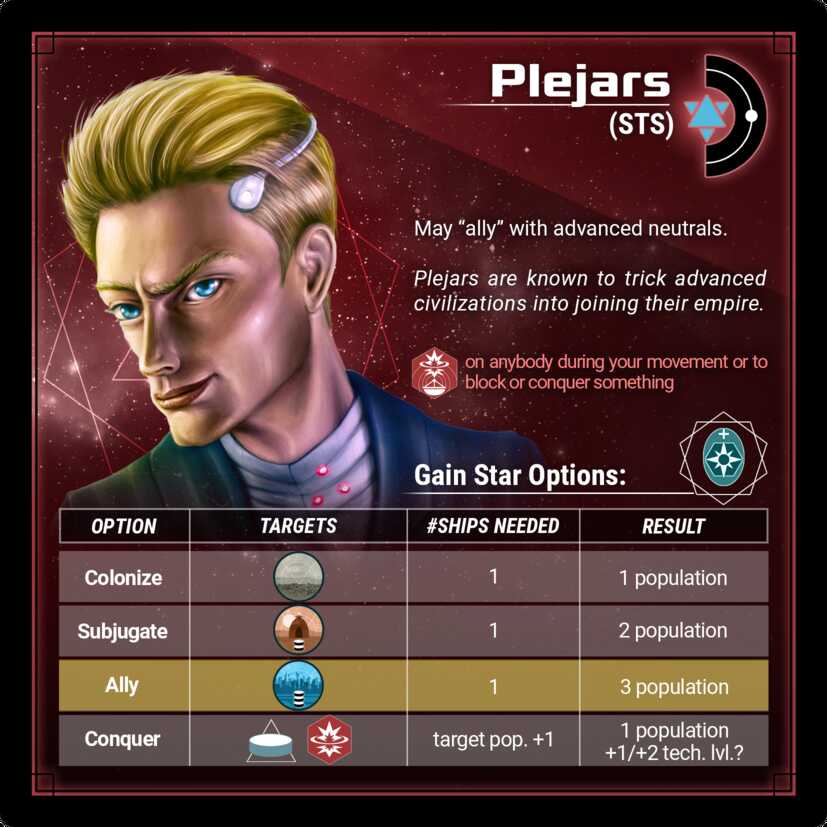 Plejars
(STS)
May “ally” with advanced neutrals.
Plejars are known to trick advanced
civilizations into joining their empire.
on anybody during your movement or to
block or conquer something
Gain Star Options:
OPTION TARGETS #SHIPS NEEDED RESULT
Colonize 1 1 population
Subjugate 1 2 population
Ally 1 3 population
Conquer target pop. +1 1 population
+1/+2 tech. lvl.?